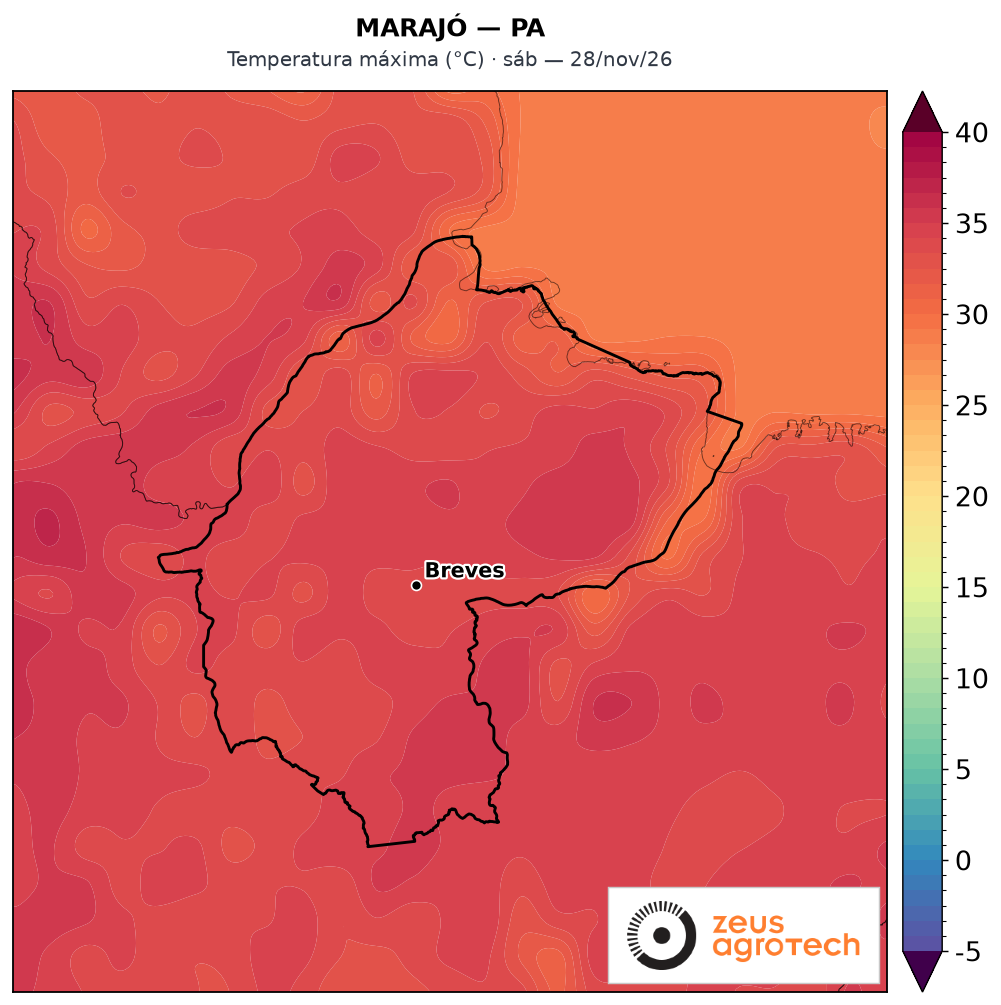 MARAJÓ — PA
Temperatura máxima (°C) · sáb — 28/nov/26
40
35
30
25
20
15
10
5
0
-5
Breves
zeus
agrotech